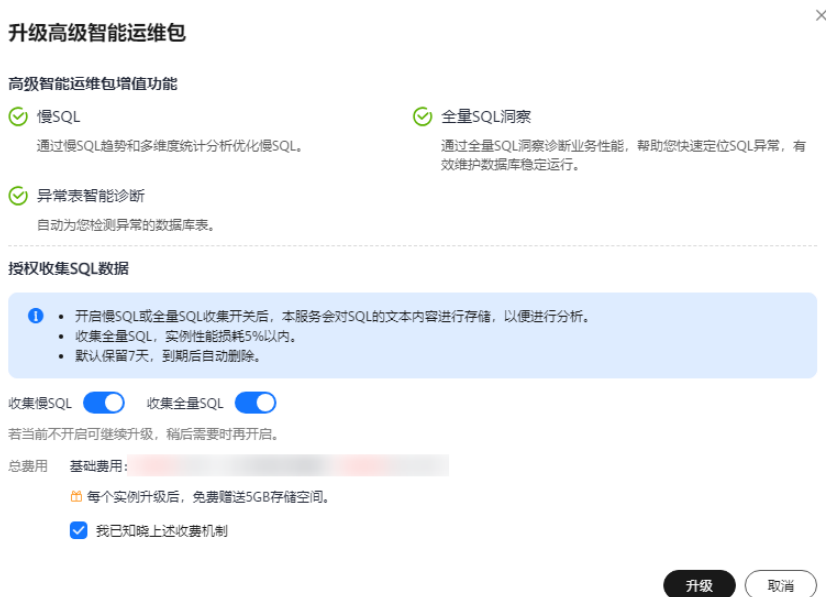 升级高级智能运维包
高级智能运维包增值功能
慢SQL
通过慢SQL趋势和多维度统计分析优化慢SQL。
全量SQL洞察
通过全量SQL洞察诊断业务性能，帮助您快速定位SQL异常，有
效维护数据库稳定运行。
异常表智能诊断
自动为您检测异常的数据库表。
授权收集SQL数据
• 开启慢SQL或全量SQL收集开关后，本服务会对SQL的文本内容进行存储，以便进行分析。
• 收集全量SQL，实例性能损耗5%以内。
• 默认保留7天，到期后自动删除。
收集慢SQL 收集全量SQL
若当前不开启可继续升级，稍后需要时再开启。
总费用 基础费用:
每个实例升级后，免费赠送5GB存储空间。
我已知晓上述收费机制
升级 取消